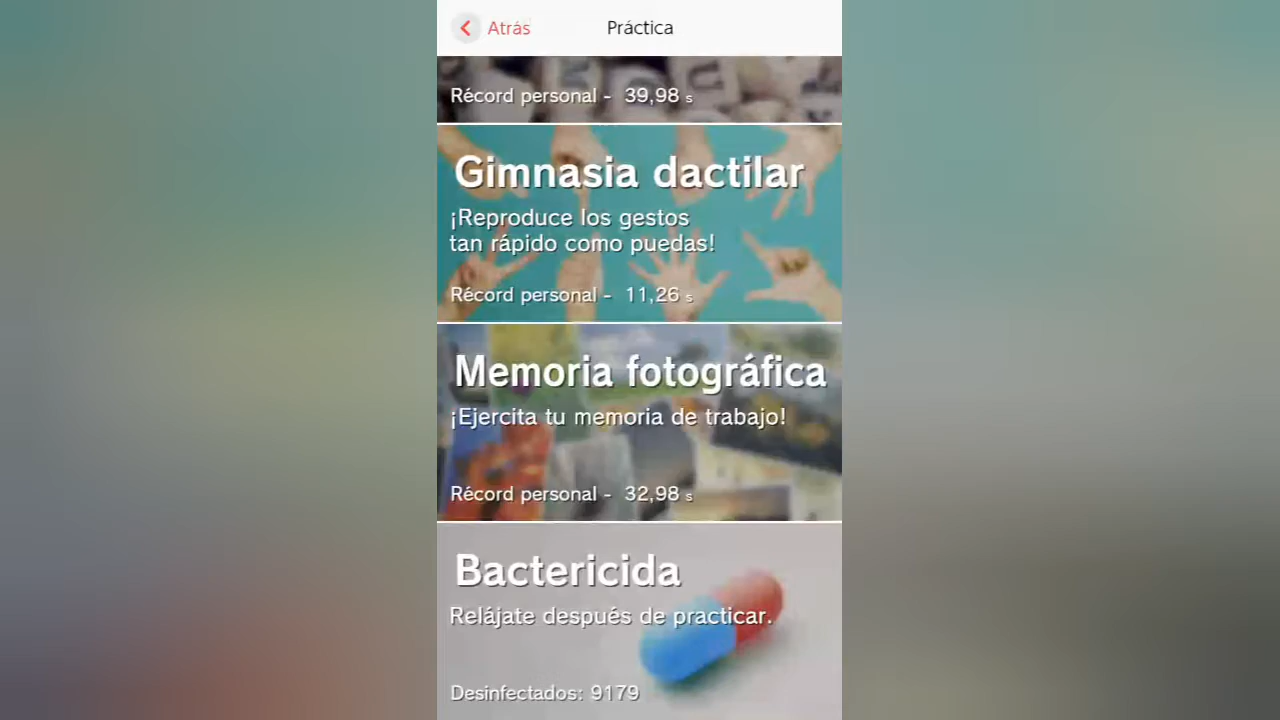 Atrás
Práctica
Récord personal - 39,98 s
Gimnasia dactilar
¡Reproduce los gestos
tan rápido como puedas!
Récord personal - 11,26 s
Memoria fotográfica
¡Ejercita tu memoria de trabajo!
Récord personal - 32,98 s
Bactericida
Relájate después de practicar.
Desinfectados: 9179